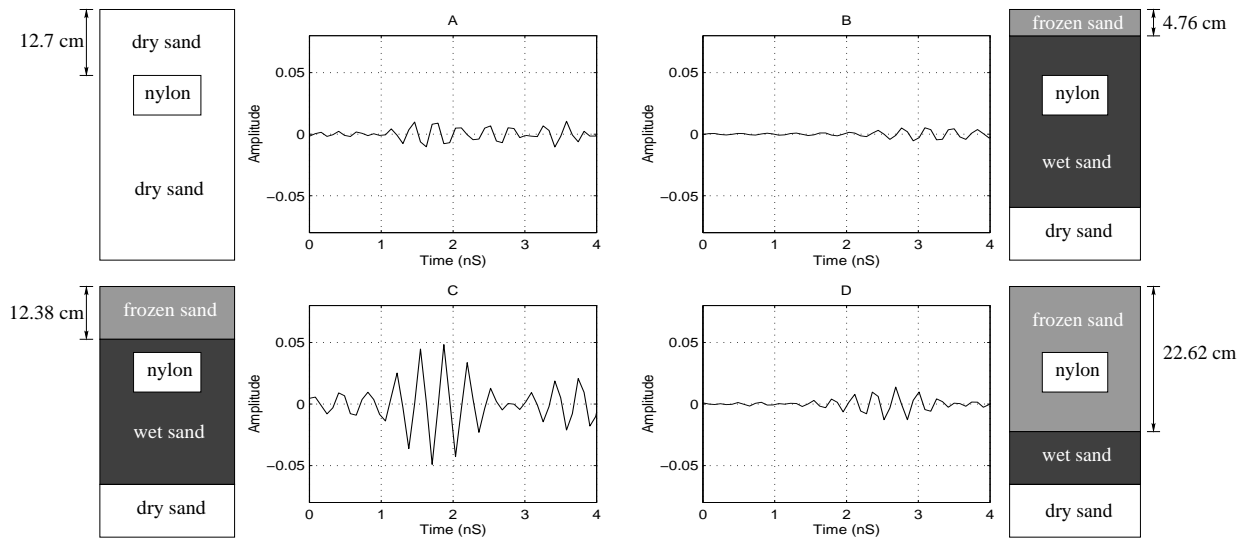 12.7 cm
dry sand
nylon
dry sand
A
0.05
0
−0.05
Amplitude
0 1 2 3 4
Time (nS)
B
0.05
0
−0.05
Amplitude
0 1 2 3 4
Time (nS)
frozen sand
4.76 cm
nylon
wet sand
dry sand
12.38 cm
frozen sand
nylon
wet sand
dry sand
C
0.05
0
−0.05
Amplitude
0 1 2 3 4
Time (nS)
D
0.05
0
−0.05
Amplitude
0 1 2 3 4
Time (nS)
frozen sand
22.62 cm
nylon
wet sand
dry sand